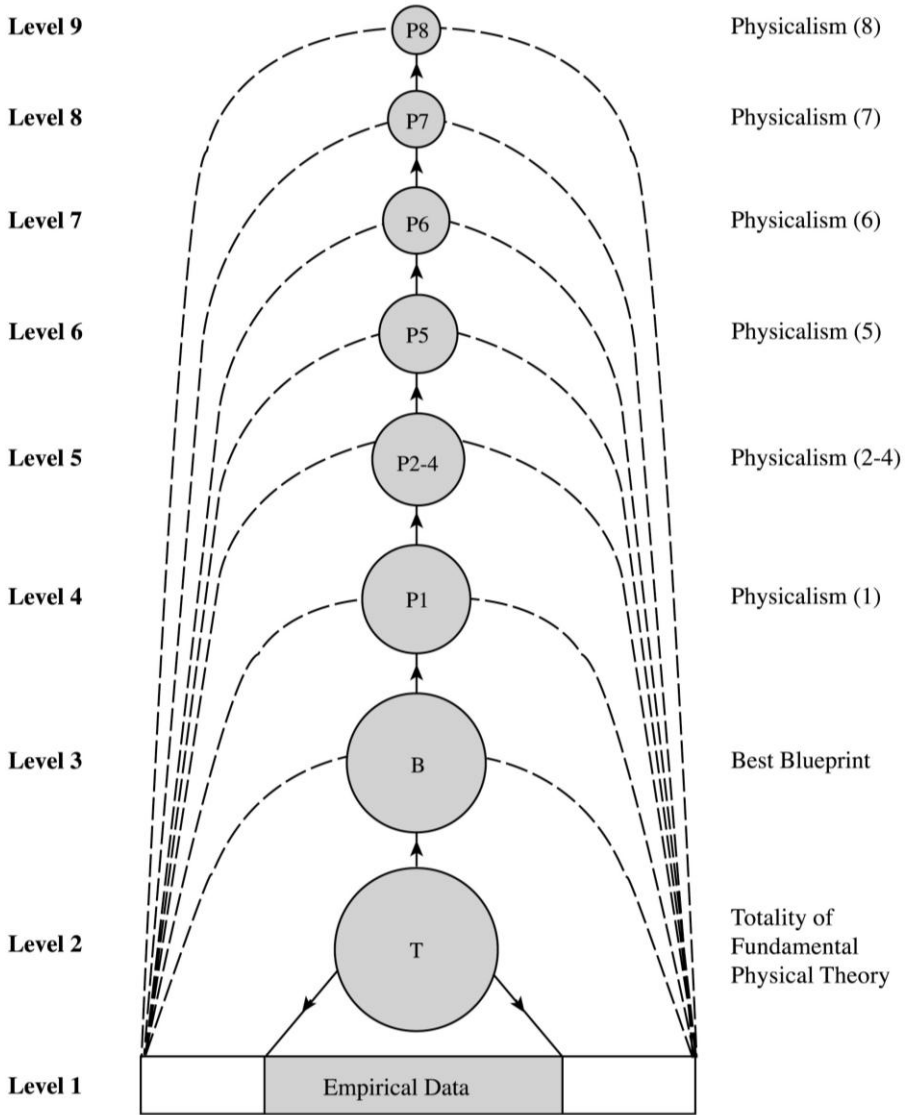 Level 9 P8 Physicalism (8)
Level 8 P7 Physicalism (7)
Level 7 P6 Physicalism (6)
Level 6 P5 Physicalism (5)
Level 5 P2-4 Physicalism (2-4)
Level 4 P1 Physicalism (1)
Level 3 B Best Blueprint
Level 2 T Totality of
Fundamental
Physical Theory
Level 1 Empirical Data